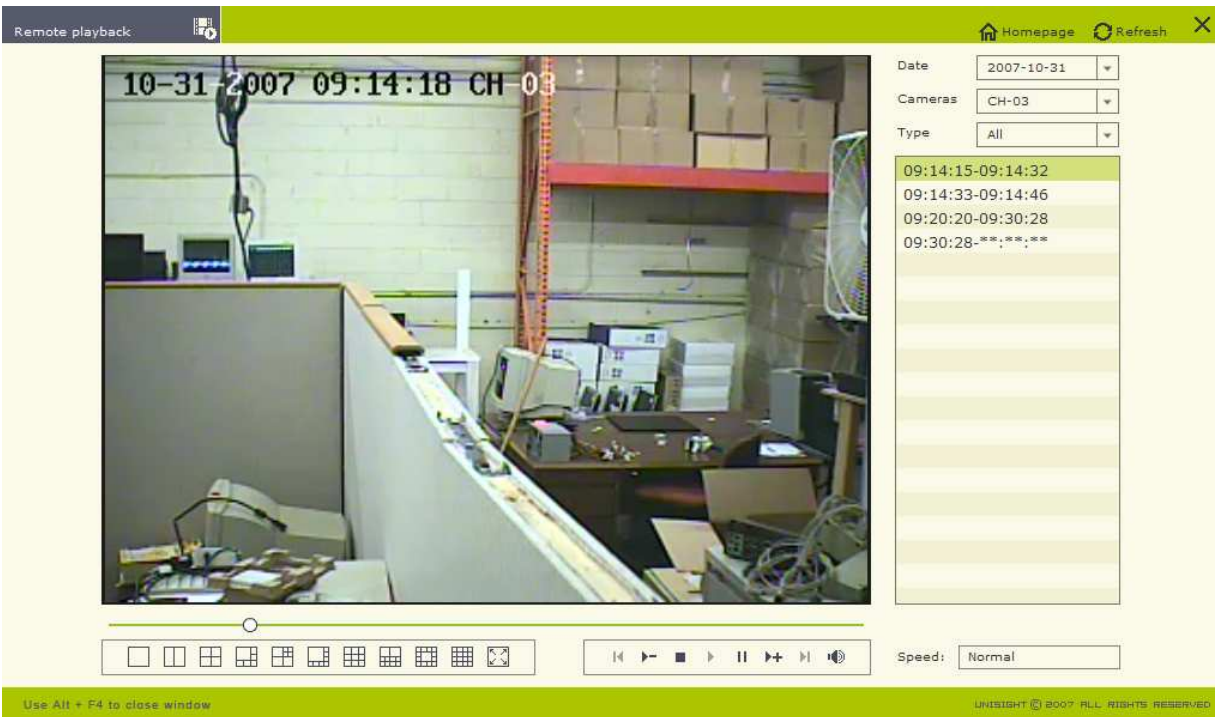 Remote playback
Homepage
Refresh
10-31-2007 09:14:18 CH-03
Date
2007-10-31
Cameras
CH-03
Type
All
09:14:15-09:14:32
09:14:33-09:14:46
09:20:20-09:30:28
09:30:28-**:**:**
Speed:
Normal
Use Alt + F4 to close window
UNISIGHT © 2007 ALL RIGHTS RESERVED